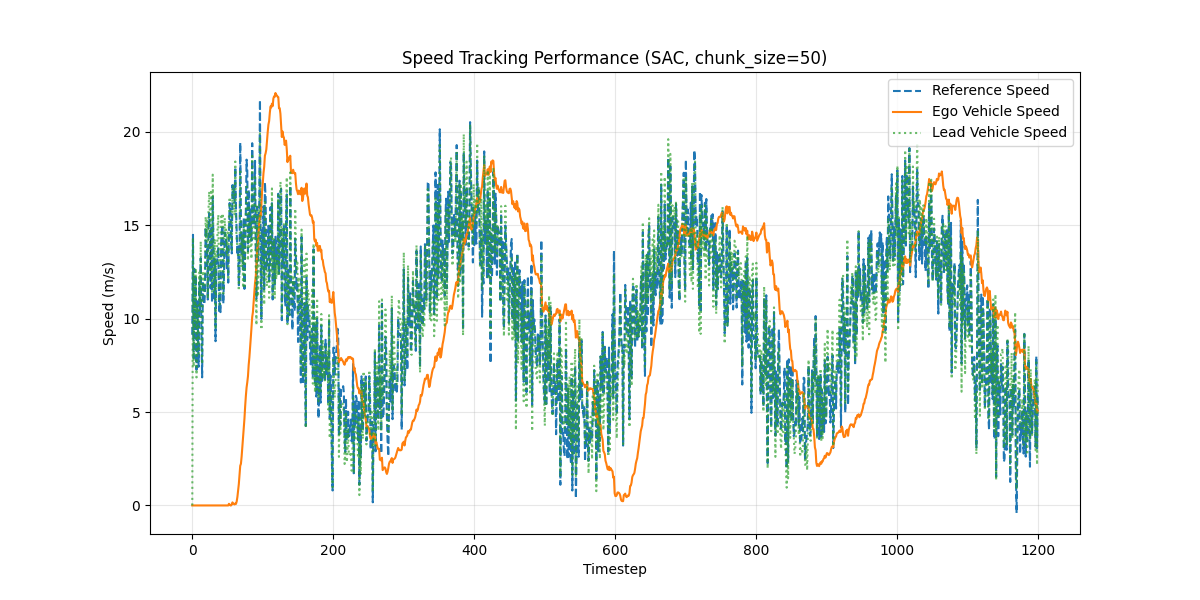 Speed Tracking Performance (SAC, chunk_size=50)
Reference Speed
Ego Vehicle Speed
Lead Vehicle Speed
Speed (m/s)
20
15
10
5
0
0 200 400 600 800 1000 1200
Timestep